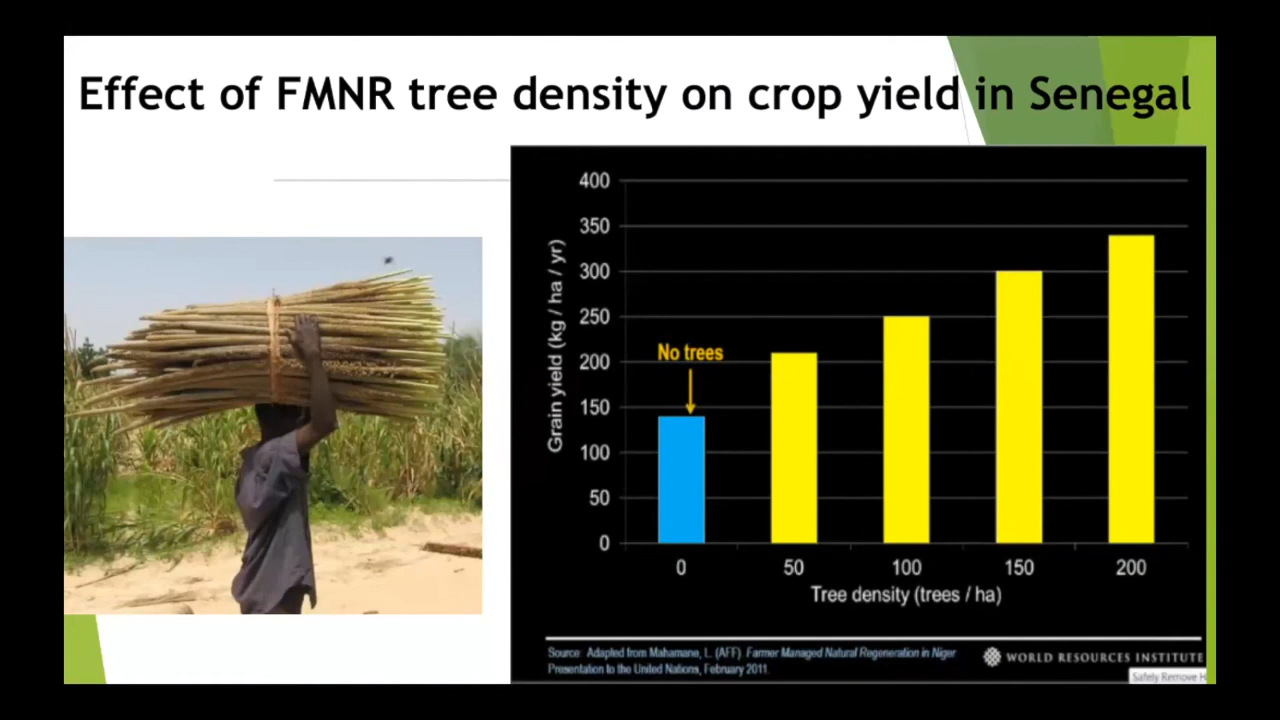 Effect of FMNR tree density on crop yield in Senegal
Grain yield (kg / ha / yr)
400
350
300
250
200
150
100
50
0
No trees
0 50 100 150 200
Tree density (trees / ha)
Source: Adapted from Mahamane, L. (AFF) Farmer Managed Natural Regeneration in Niger
Presentation to the United Nations, February 2011.
WORLD RESOURCES INSTITUTE
Safely Remove H